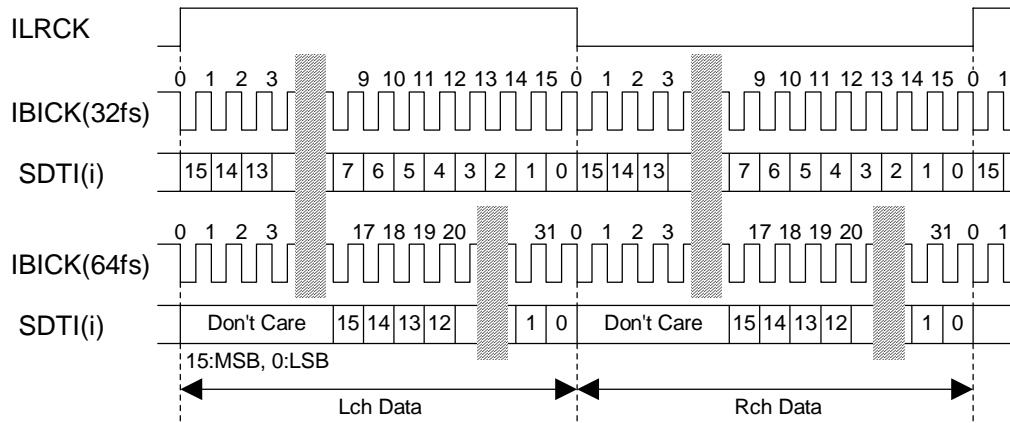 ILRCK
0 1 2 3 9 10 11 12 13 14 15 0 1 2 3 9 10 11 12 13 14 15 0 1
IBICK(32fs)
SDTI(i)
15 14 13 7 6 5 4 3 2 1 0 15 14 13 7 6 5 4 3 2 1 0 15
0 1 2 3 17 18 19 20 31 0 1 2 3 17 18 19 20 31 0 1
IBICK(64fs)
SDTI(i)
Don't Care 15 14 13 12 1 0 Don't Care 15 14 13 12 1 0
15:MSB, 0:LSB
Lch Data Rch Data